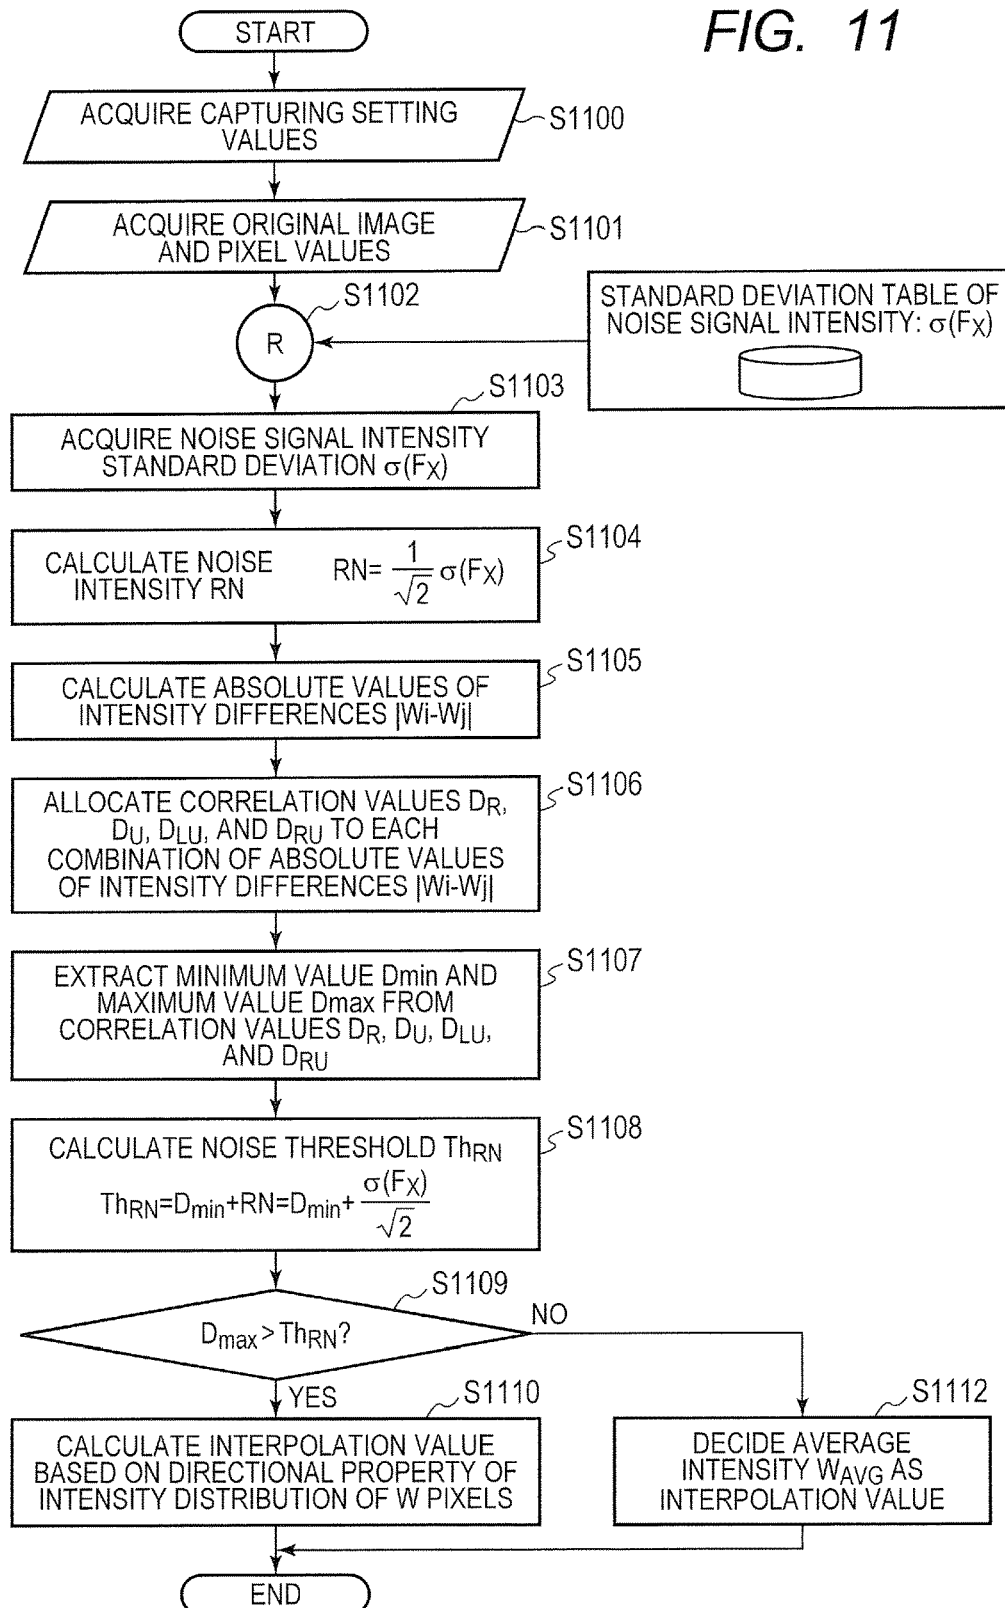 FIG. 11
START
ACQUIRE CAPTURING SETTING
VALUES
S1100
ACQUIRE ORIGINAL IMAGE
AND PIXEL VALUES
S1101
S1102
R
STANDARD DEVIATION TABLE OF
NOISE SIGNAL INTENSITY: σ(FX)
S1103
ACQUIRE NOISE SIGNAL INTENSITY
STANDARD DEVIATION σ(FX)
S1104
CALCULATE NOISE
INTENSITY RN
RN= 1/√2 σ(FX)
S1105
CALCULATE ABSOLUTE VALUES OF
INTENSITY DIFFERENCES |Wi-Wj|
S1106
ALLOCATE CORRELATION VALUES DR,
DU, DLU, AND DRU TO EACH
COMBINATION OF ABSOLUTE VALUES
OF INTENSITY DIFFERENCES |Wi-Wj|
S1107
EXTRACT MINIMUM VALUE Dmin AND
MAXIMUM VALUE Dmax FROM
CORRELATION VALUES DR, DU, DLU,
AND DRU
S1108
CALCULATE NOISE THRESHOLD ThRN
ThRN=Dmin+RN=Dmin+ σ(FX)/√2
S1109
Dmax>ThRN?
NO
YES
S1110
CALCULATE INTERPOLATION VALUE
BASED ON DIRECTIONAL PROPERTY OF
INTENSITY DISTRIBUTION OF W PIXELS
S1112
DECIDE AVERAGE
INTENSITY WAVG AS
INTERPOLATION VALUE
END